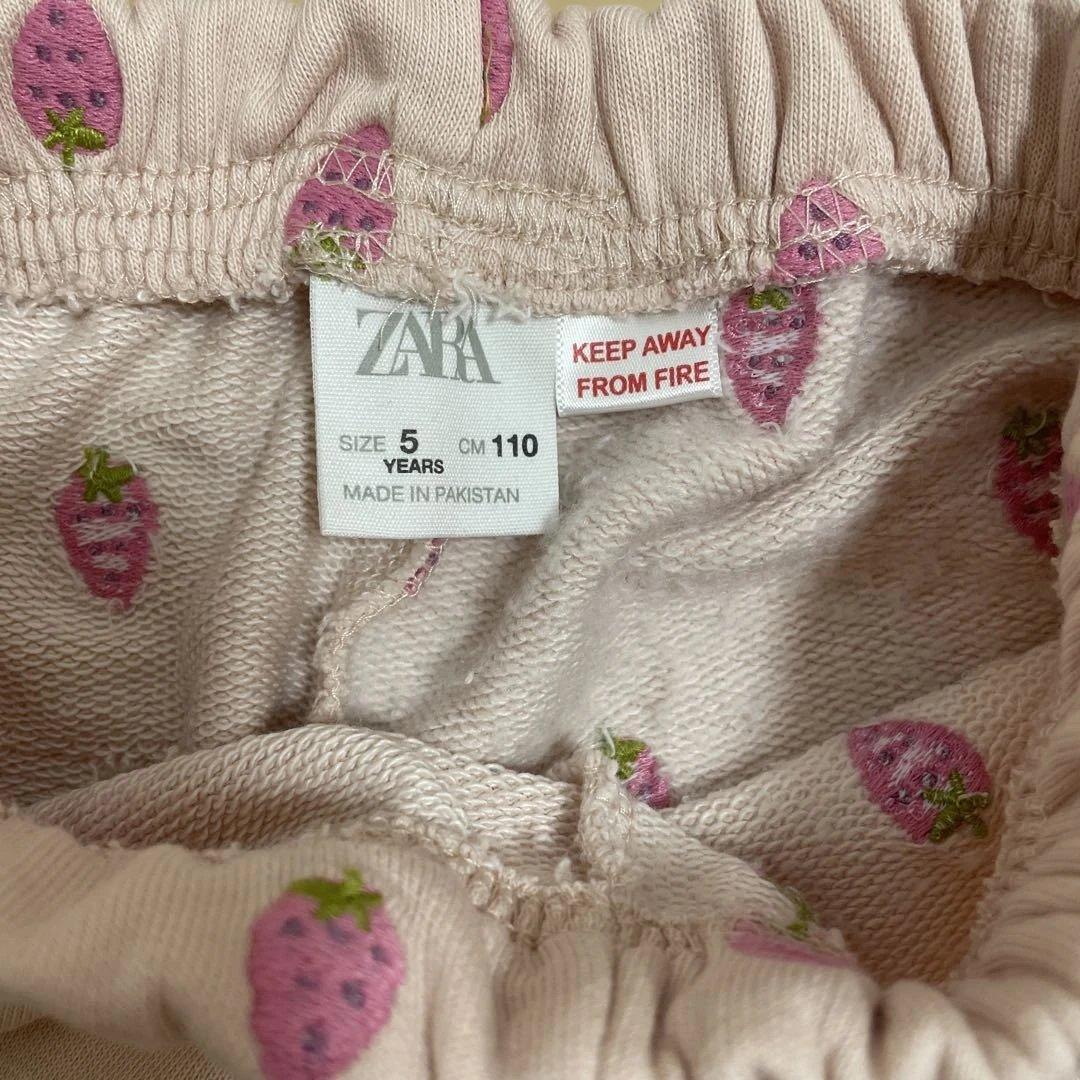 ZARA
SIZE 5 CM 110
YEARS
MADE IN PAKISTAN
KEEP AWAY
FROM FIRE